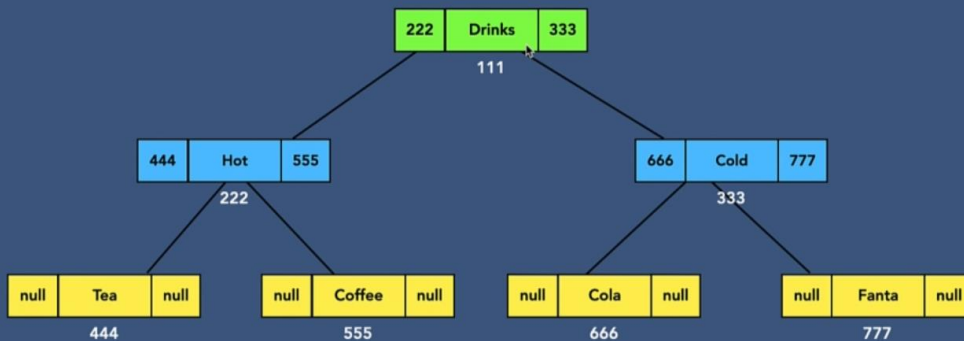 222 Drinks 333
111
444 Hot 555
222
666 Cold 777
333
null Tea null
444
null Coffee null
555
null Cola null
666
null Fanta null
777